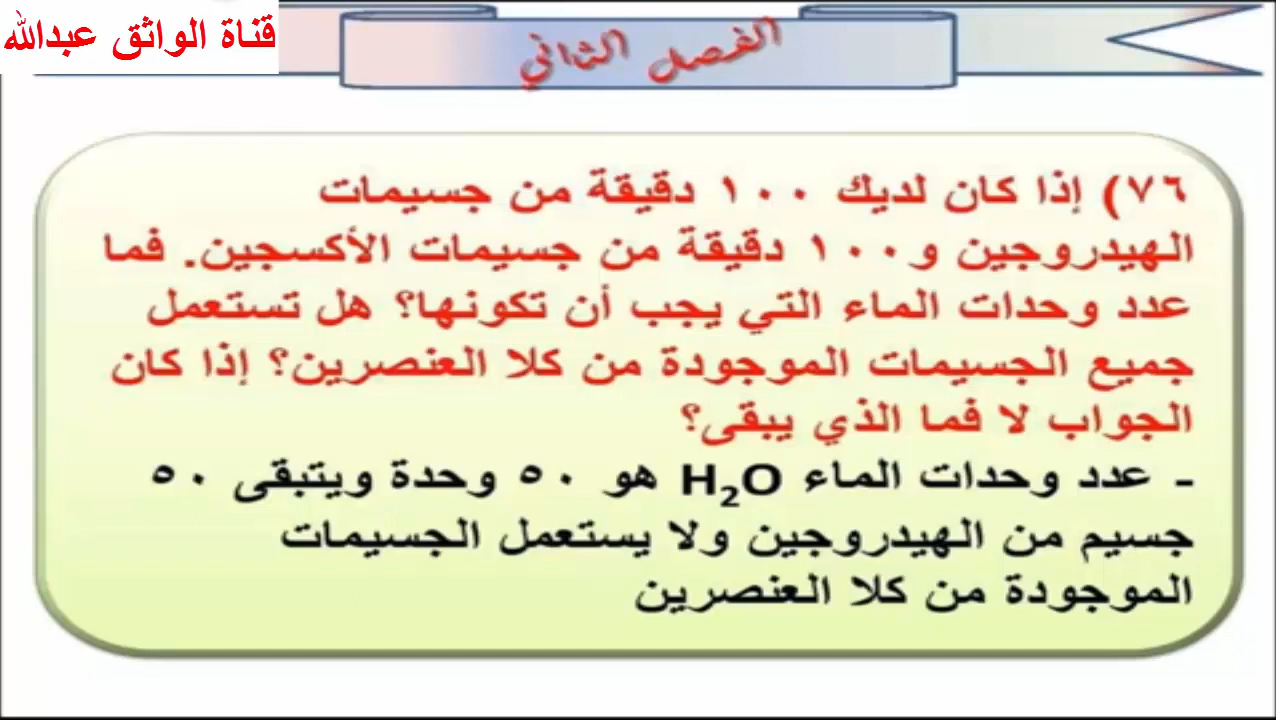 قناة الواثق عبدالله
الفصل الثاني
٧٦) إذا كان لديك ١٠٠ دقيقة من جسيمات
الهيدروجين و١٠٠ دقيقة من جسيمات الأكسجين. فما
عدد وحدات الماء التي يجب أن تكونها؟ هل تستعمل
جميع الجسيمات الموجودة من كلا العنصرين؟ إذا كان
الجواب لا فما الذي يبقى؟
- عدد وحدات الماء H₂O هو ٥٠ وحدة ويتبقى ٥٠
جسيم من الهيدروجين ولا يستعمل الجسيمات
الموجودة من كلا العنصرين